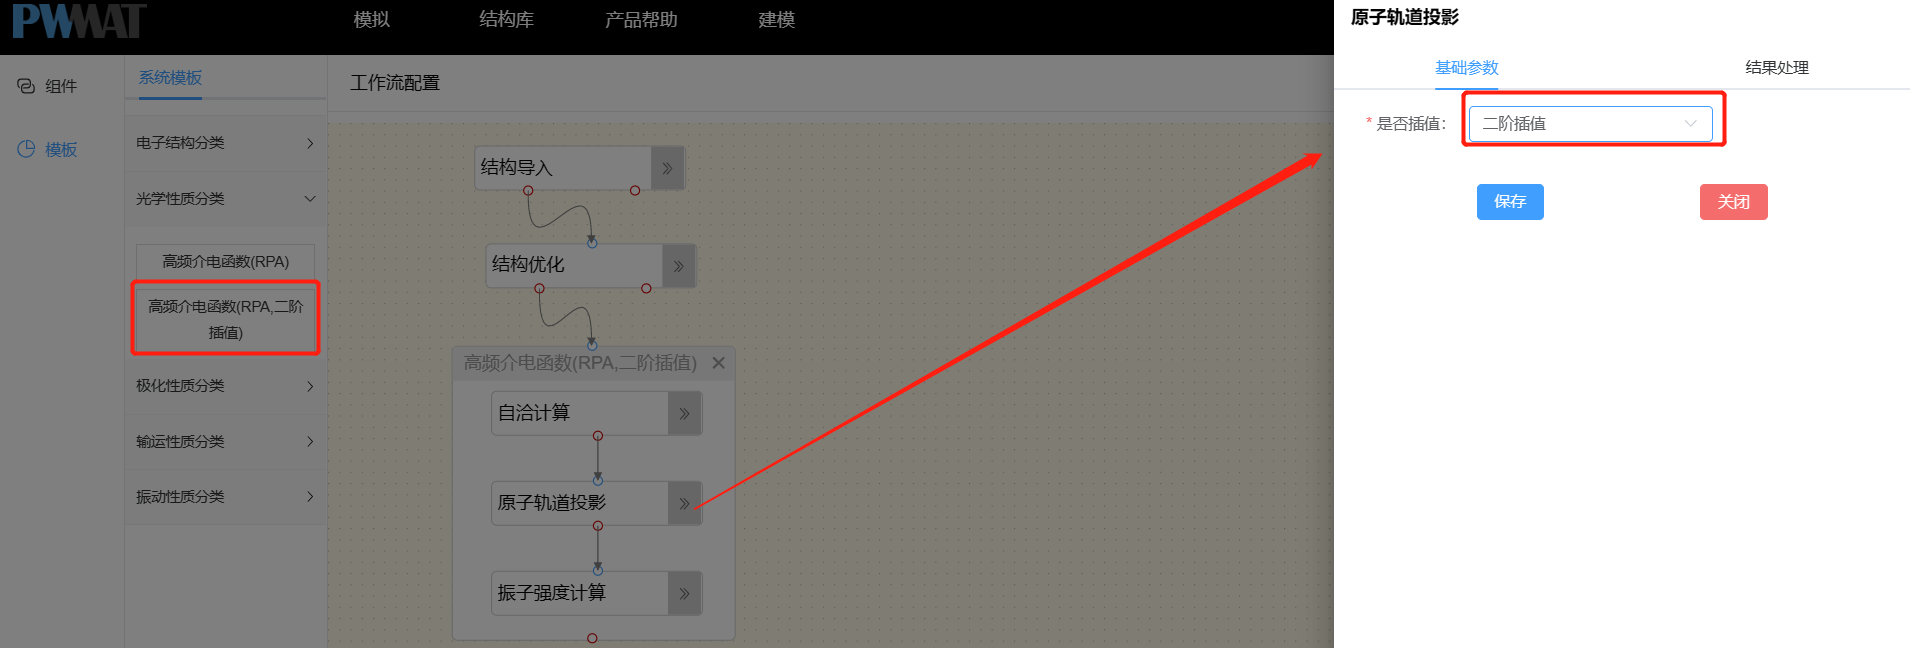 PWMAT
模拟
结构库
产品帮助
建模
组件
模板
系统模板
电子结构分类
光学性质分类
高频介电函数(RPA)
高频介电函数(RPA,二阶
插值)
极化性质分类
输运性质分类
振动性质分类
工作流配置
结构导入
结构优化
高频介电函数(RPA,二阶插值)
自洽计算
原子轨道投影
振子强度计算
原子轨道投影
基础参数
结果处理
* 是否插值：
二阶插值
保存
关闭